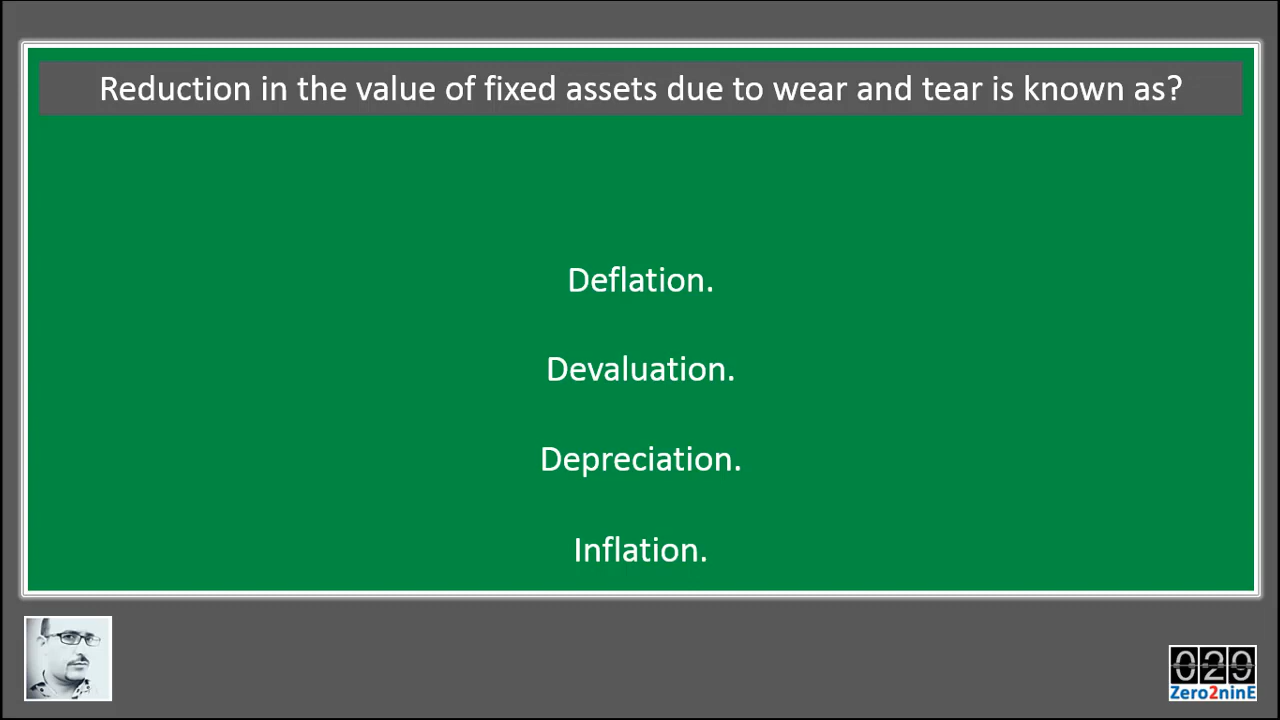 Reduction in the value of fixed assets due to wear and tear is known as?
Deflation.
Devaluation.
Depreciation.
Inflation.
029
Zero2ninE